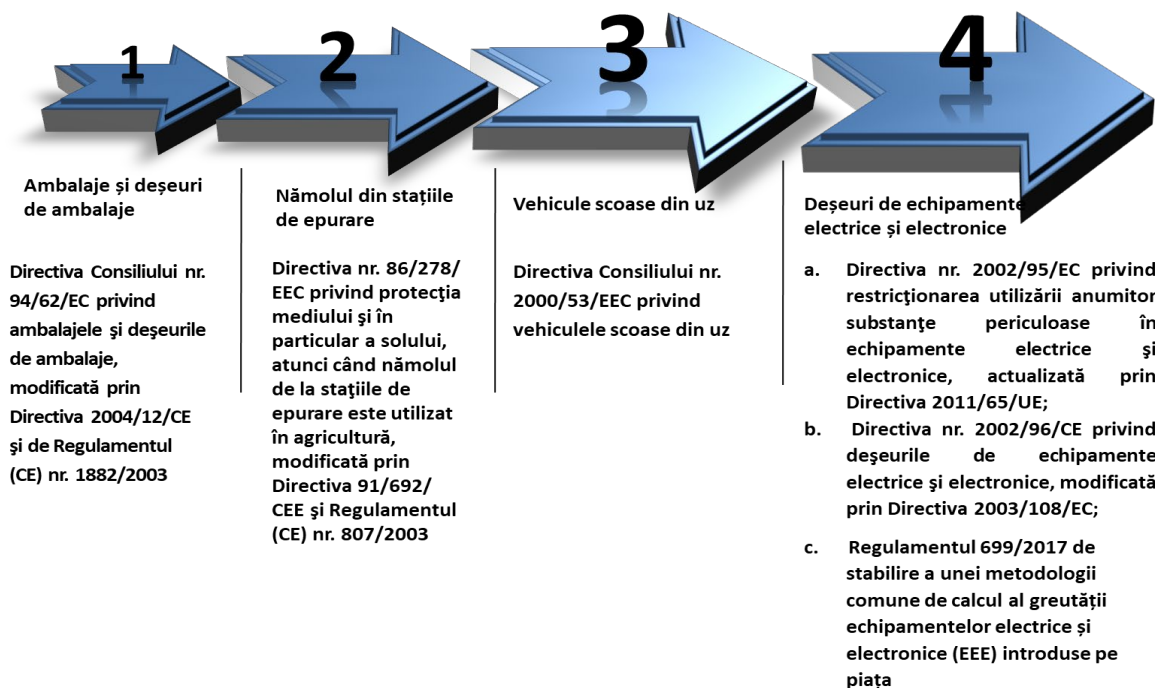 1
2
3
4
Ambalaje și deșeuri
de ambalaje
Directiva Consiliului nr.
94/62/EC privind
ambalajele şi deşeurile
de ambalaje,
modificată prin
Directiva 2004/12/CE
şi de Regulamentul
(CE) nr. 1882/2003
Nămolul din stațiile
de epurare
Directiva nr. 86/278/
EEC privind protecţia
mediului şi în
particular a solului,
atunci când nămolul
de la staţiile de
epurare este utilizat
în agricultură,
modificată prin
Directiva 91/692/
CEE şi Regulamentul
(CE) nr. 807/2003
Vehicule scoase din uz
Directiva Consiliului nr.
2000/53/EEC privind
vehiculele scoase din uz
Deșeuri de echipamente
electrice și electronice
a. Directiva nr. 2002/95/EC privind
restricţionarea utilizării anumitor
substanţe periculoase în
echipamente electrice şi
electronice, actualizată prin
Directiva 2011/65/UE;
b. Directiva nr. 2002/96/CE privind
deşeurile de echipamente
electrice şi electronice, modificată
prin Directiva 2003/108/EC;
c. Regulamentul 699/2017 de
stabilire a unei metodologii
comune de calcul al greutății
echipamentelor electrice și
electronice (EEE) introduse pe
piața